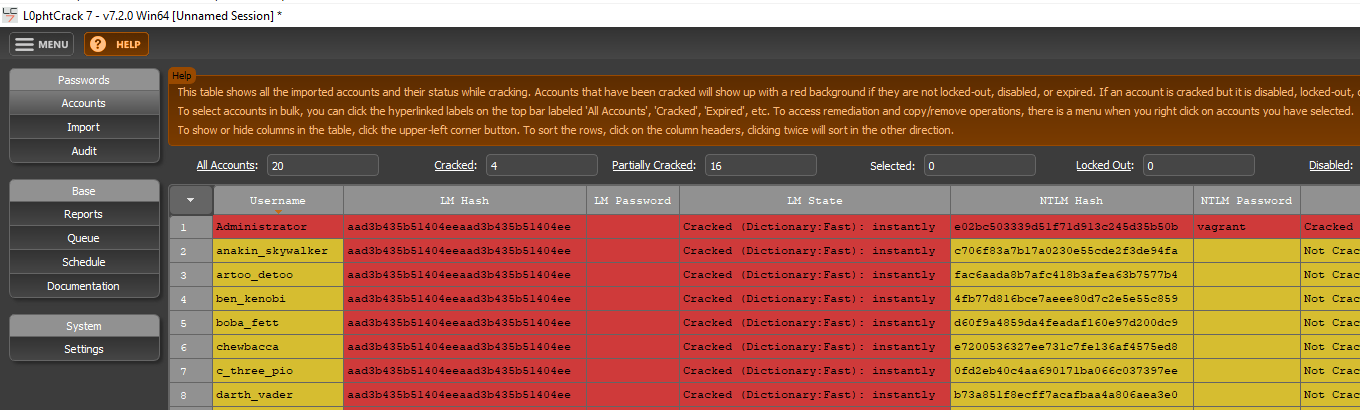 L0phtCrack 7 - v7.2.0 Win64 [Unnamed Session] *
MENU
HELP
Passwords
Accounts
Import
Audit
Base
Reports
Queue
Schedule
Documentation
System
Settings
Help
This table shows all the imported accounts and their status while cracking. Accounts that have been cracked will show up with a red background if they are not locked-out, disabled, or expired. If an account is cracked but it is disabled, locked-out,
To select accounts in bulk, you can click the hyperlinked labels on the top bar labeled 'All Accounts', 'Cracked', 'Expired', etc. To access remediation and copy/remove operations, there is a menu when you right click on accounts you have selected.
To show or hide columns in the table, click the upper-left corner button. To sort the rows, click on the column headers, clicking twice will sort in the other direction.
All Accounts: 20 Cracked: 4 Partially Cracked: 16 Selected: 0 Locked Out: 0 Disabled:
Username LM Hash LM Password LM State NTLM Hash NTLM Password
1 Administrator aad3b435b51404eeaad3b435b51404ee Cracked (Dictionary:Fast): instantly e02bc503339d51f71d913c245d35b50b vagrant Cracked
2 anakin_skywalker aad3b435b51404eeaad3b435b51404ee Cracked (Dictionary:Fast): instantly c706f83a7b17a0230e55cde2f3de94fa Not Crac
3 artoo_detoo aad3b435b51404eeaad3b435b51404ee Cracked (Dictionary:Fast): instantly fac6aada8b7afc418b3afea63b7577b4 Not Crac
4 ben_kenobi aad3b435b51404eeaad3b435b51404ee Cracked (Dictionary:Fast): instantly 4fb77d816bce7aeee80d7c2e5e55c859 Not Crac
5 boba_fett aad3b435b51404eeaad3b435b51404ee Cracked (Dictionary:Fast): instantly d60f9a4859da4feadaf160e97d200dc9 Not Crac
6 chewbacca aad3b435b51404eeaad3b435b51404ee Cracked (Dictionary:Fast): instantly e7200536327ee731c7fe136af4575ed8 Not Crac
7 c_three_pio aad3b435b51404eeaad3b435b51404ee Cracked (Dictionary:Fast): instantly 0fd2eb40c4aa690171ba066c037397ee Not Crac
8 darth_vader aad3b435b51404eeaad3b435b51404ee Cracked (Dictionary:Fast): instantly b73a851f8ecff7acafbaa4a806aea3e0 Not Crac